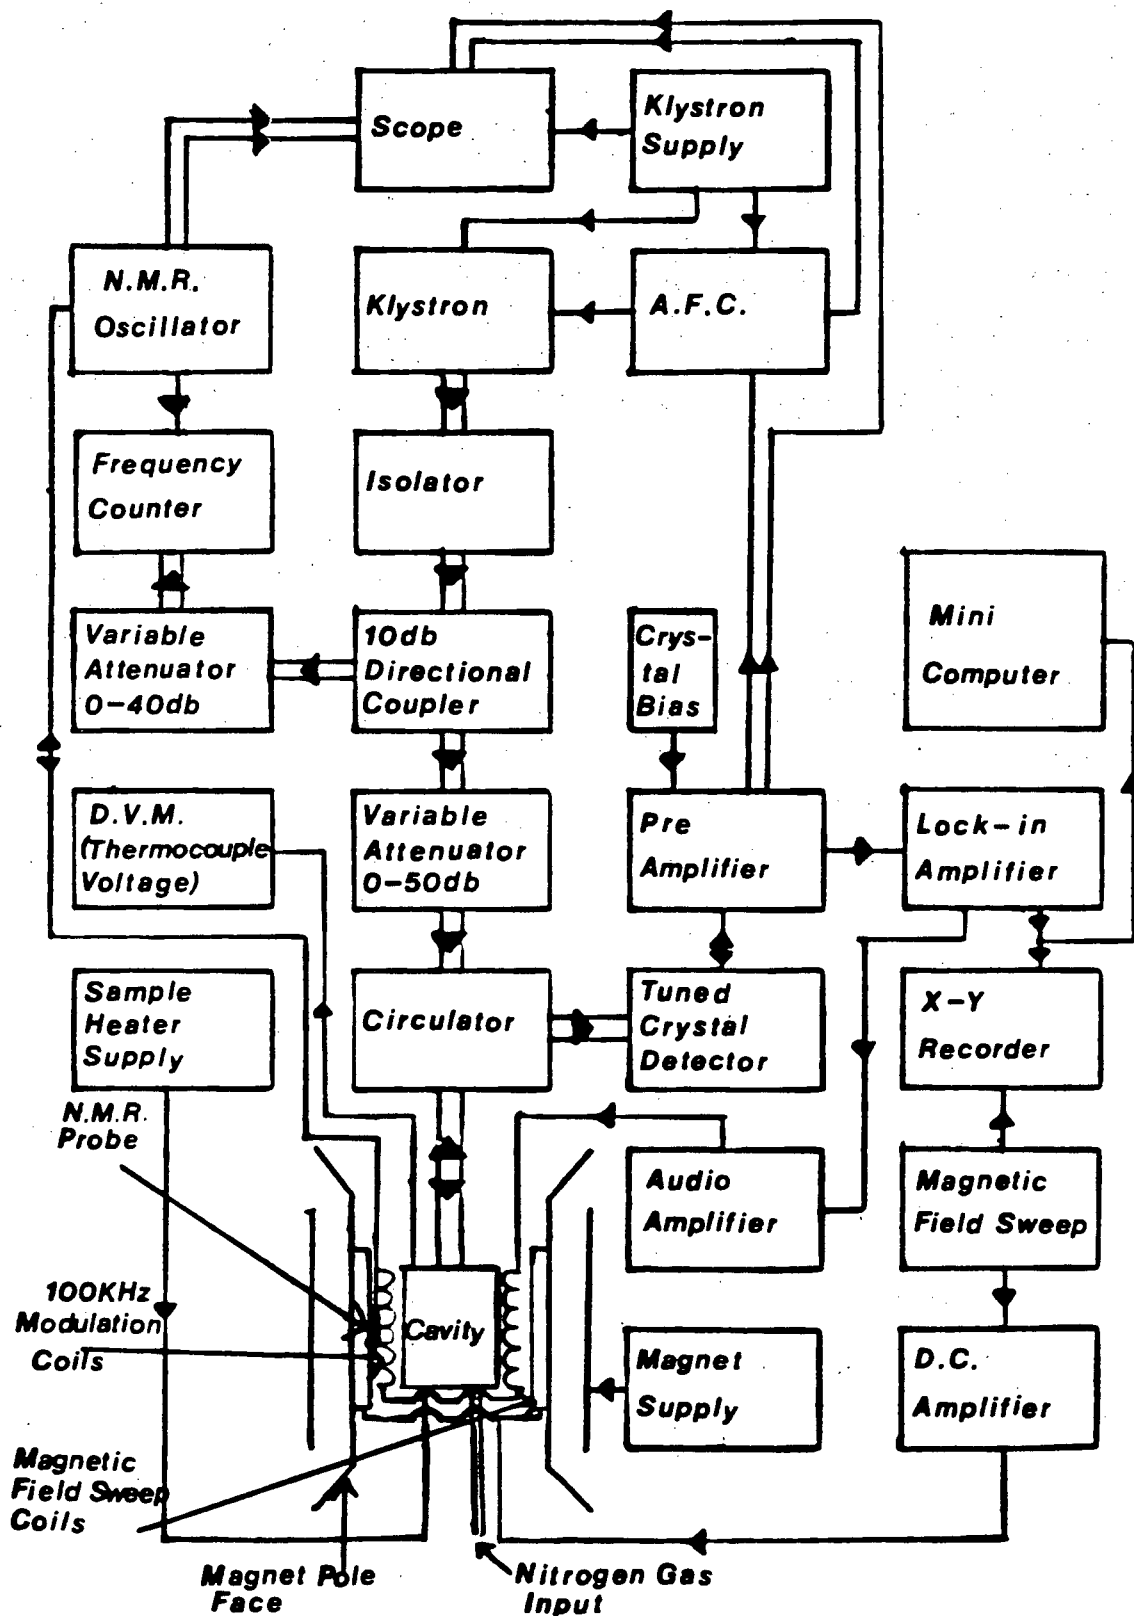 Scope
Klystron
Supply
N.M.R.
Oscillator
Klystron
A.F.C.
Frequency
Counter
Isolator
Variable
Attenuator
0-40db
10db
Directional
Coupler
Crys-
tal
Bias
Mini
Computer
D.V.M.
(Thermocouple
Voltage)
Variable
Attenuator
0-50db
Pre
Amplifier
Lock-in
Amplifier
Sample
Heater
Supply
Circulator
Tuned
Crystal
Detector
X-Y
Recorder
N.M.R.
Probe
Audio
Amplifier
Magnetic
Field Sweep
100KHz
Modulation
Coils
Cavity
Magnet
Supply
D.C.
Amplifier
Magnetic
Field Sweep
Coils
Magnet Pole
Face
Nitrogen Gas
Input